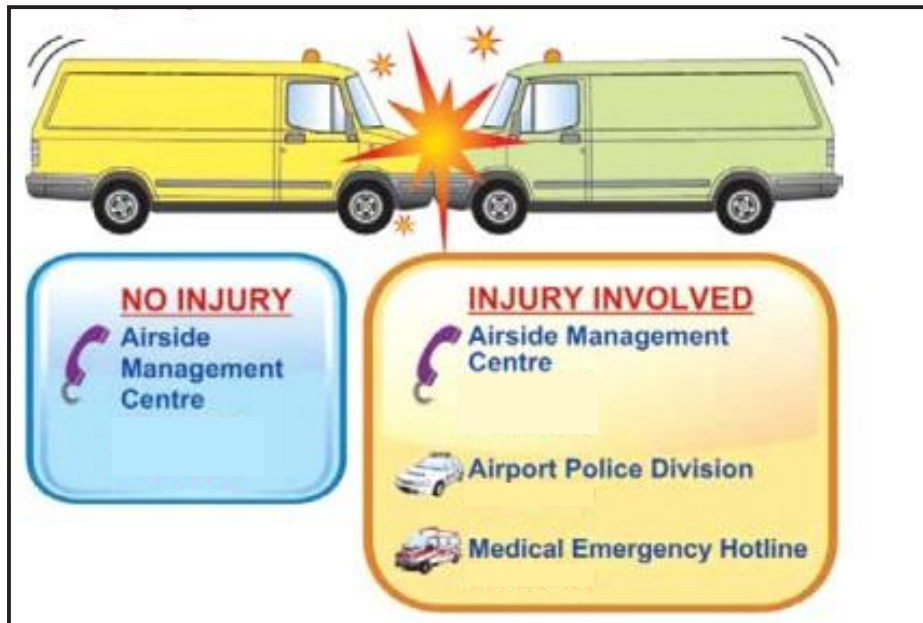 NO INJURY
Airside
Management
Centre
INJURY INVOLVED
Airside Management
Centre
Airport Police Division
Medical Emergency Hotline